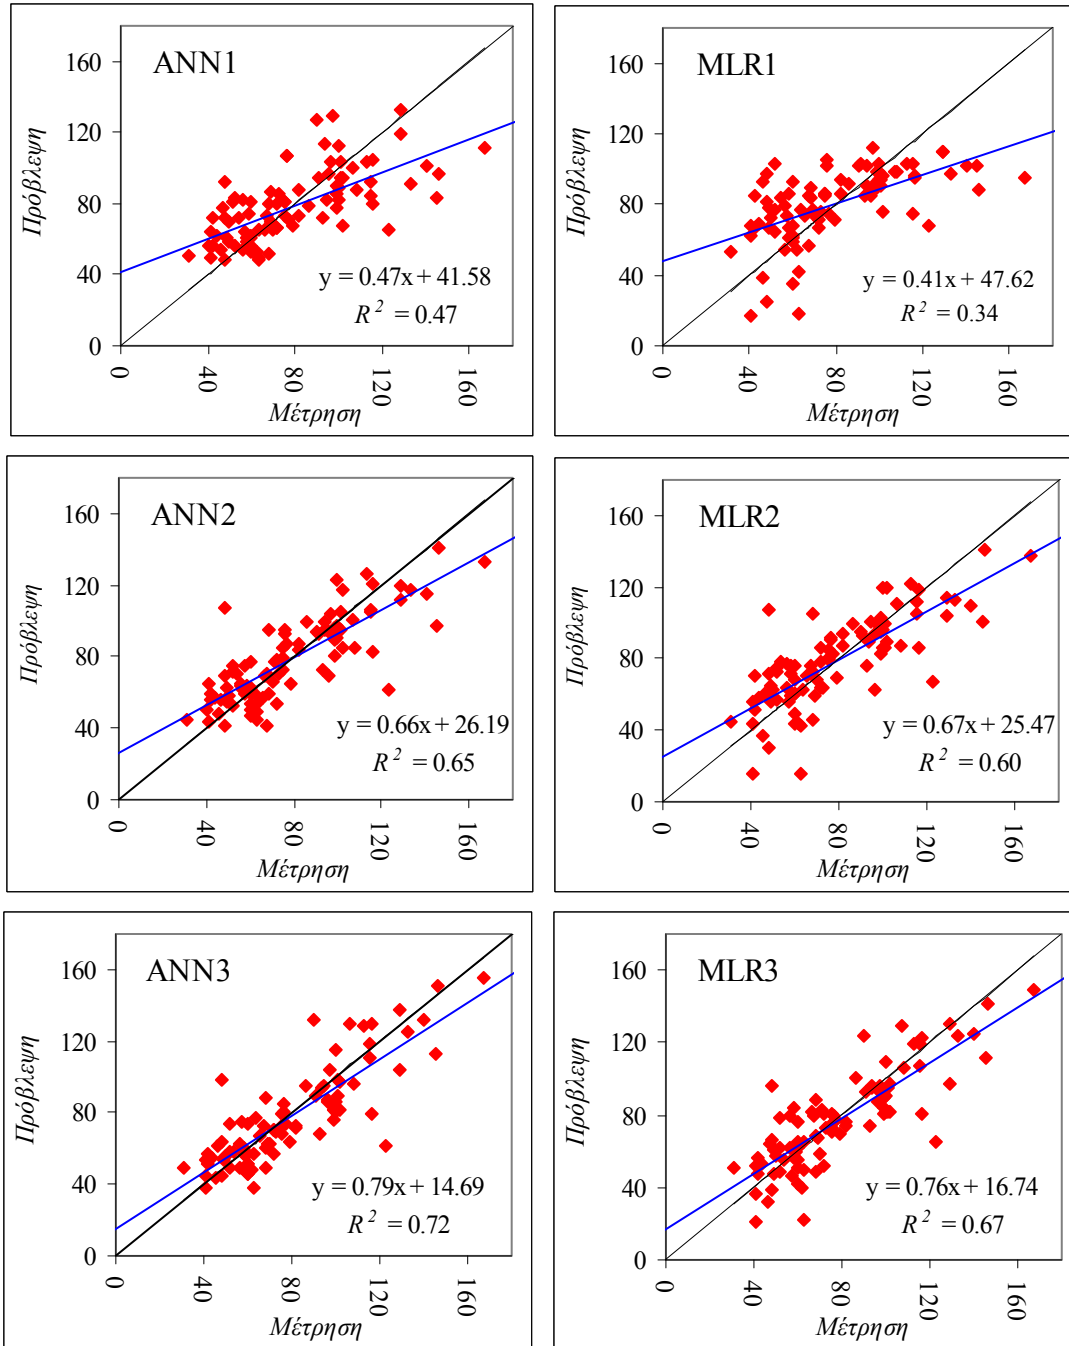 ANN1
Πρόβλεψη
160
120
80
40
0
y = 0.47x + 41.58
R² = 0.47
0 40 80 120 160
Μέτρηση
MLR1
Πρόβλεψη
160
120
80
40
0
y = 0.41x + 47.62
R² = 0.34
0 40 80 120 160
Μέτρηση
ANN2
Πρόβλεψη
160
120
80
40
0
y = 0.66x + 26.19
R² = 0.65
0 40 80 120 160
Μέτρηση
MLR2
Πρόβλεψη
160
120
80
40
0
y = 0.67x + 25.47
R² = 0.60
0 40 80 120 160
Μέτρηση
ANN3
Πρόβλεψη
160
120
80
40
0
y = 0.79x + 14.69
R² = 0.72
0 40 80 120 160
Μέτρηση
MLR3
Πρόβλεψη
160
120
80
40
0
y = 0.76x + 16.74
R² = 0.67
0 40 80 120 160
Μέτρηση